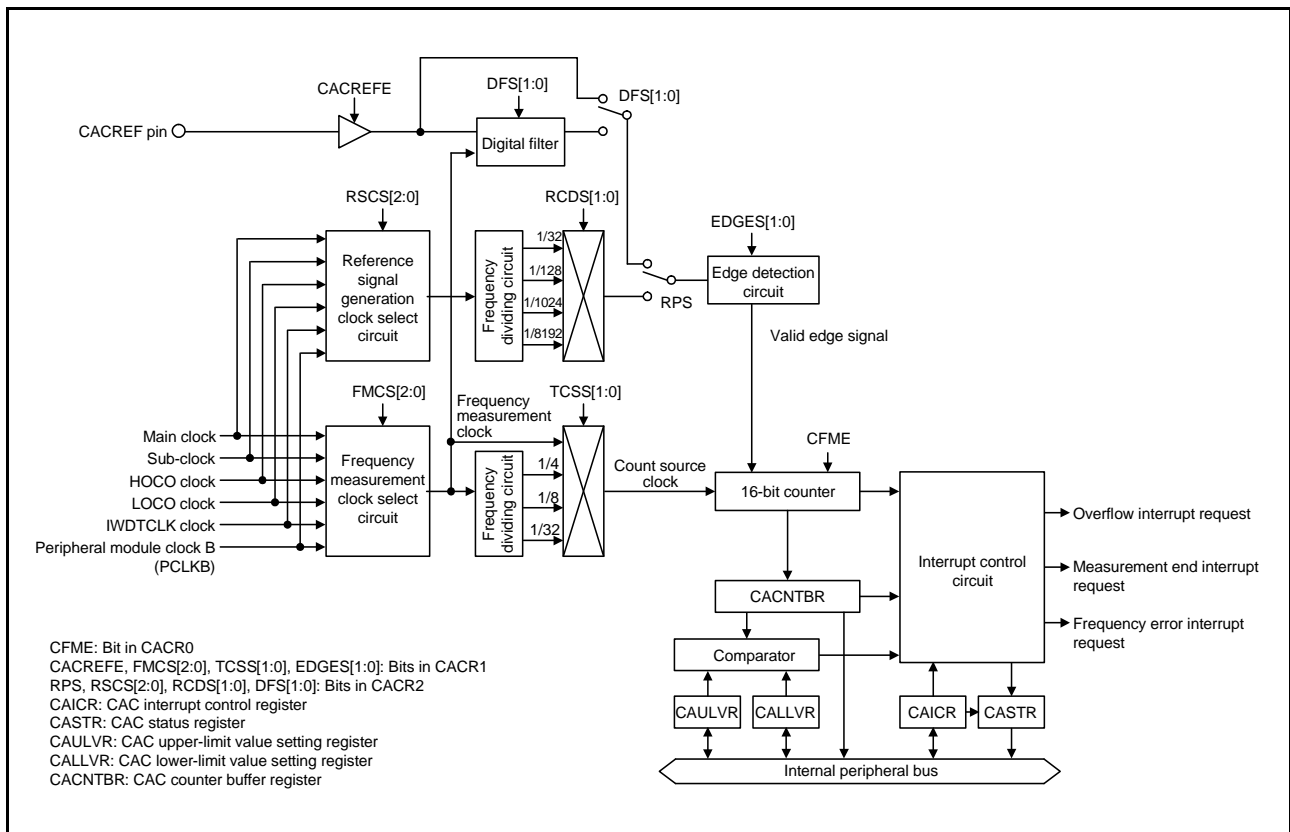 CACREFE
DFS[1:0]
DFS[1:0]
CACREF pin
Digital filter
RSCS[2:0]
RCDS[1:0]
EDGES[1:0]
Reference
signal
generation
clock select
circuit
Frequency
dividing circuit
1/32
1/128
1/1024
1/8192
RPS
Edge detection
circuit
Valid edge signal
FMCS[2:0]
Frequency
measurement
clock
TCSS[1:0]
Main clock
Sub-clock
HOCO clock
LOCO clock
IWDTCLK clock
Peripheral module clock B
(PCLKB)
Frequency
measurement
clock select
circuit
Frequency
dividing circuit
1/4
1/8
1/32
Count source
clock
CFME
16-bit counter
Interrupt control
circuit
Overflow interrupt request
Measurement end interrupt
request
Frequency error interrupt
request
CACNTBR
Comparator
CAULVR
CALLVR
CAICR
CASTR
Internal peripheral bus
CFME: Bit in CACR0
CACREFE, FMCS[2:0], TCSS[1:0], EDGES[1:0]: Bits in CACR1
RPS, RSCS[2:0], RCDS[1:0], DFS[1:0]: Bits in CACR2
CAICR: CAC interrupt control register
CASTR: CAC status register
CAULVR: CAC upper-limit value setting register
CALLVR: CAC lower-limit value setting register
CACNTBR: CAC counter buffer register